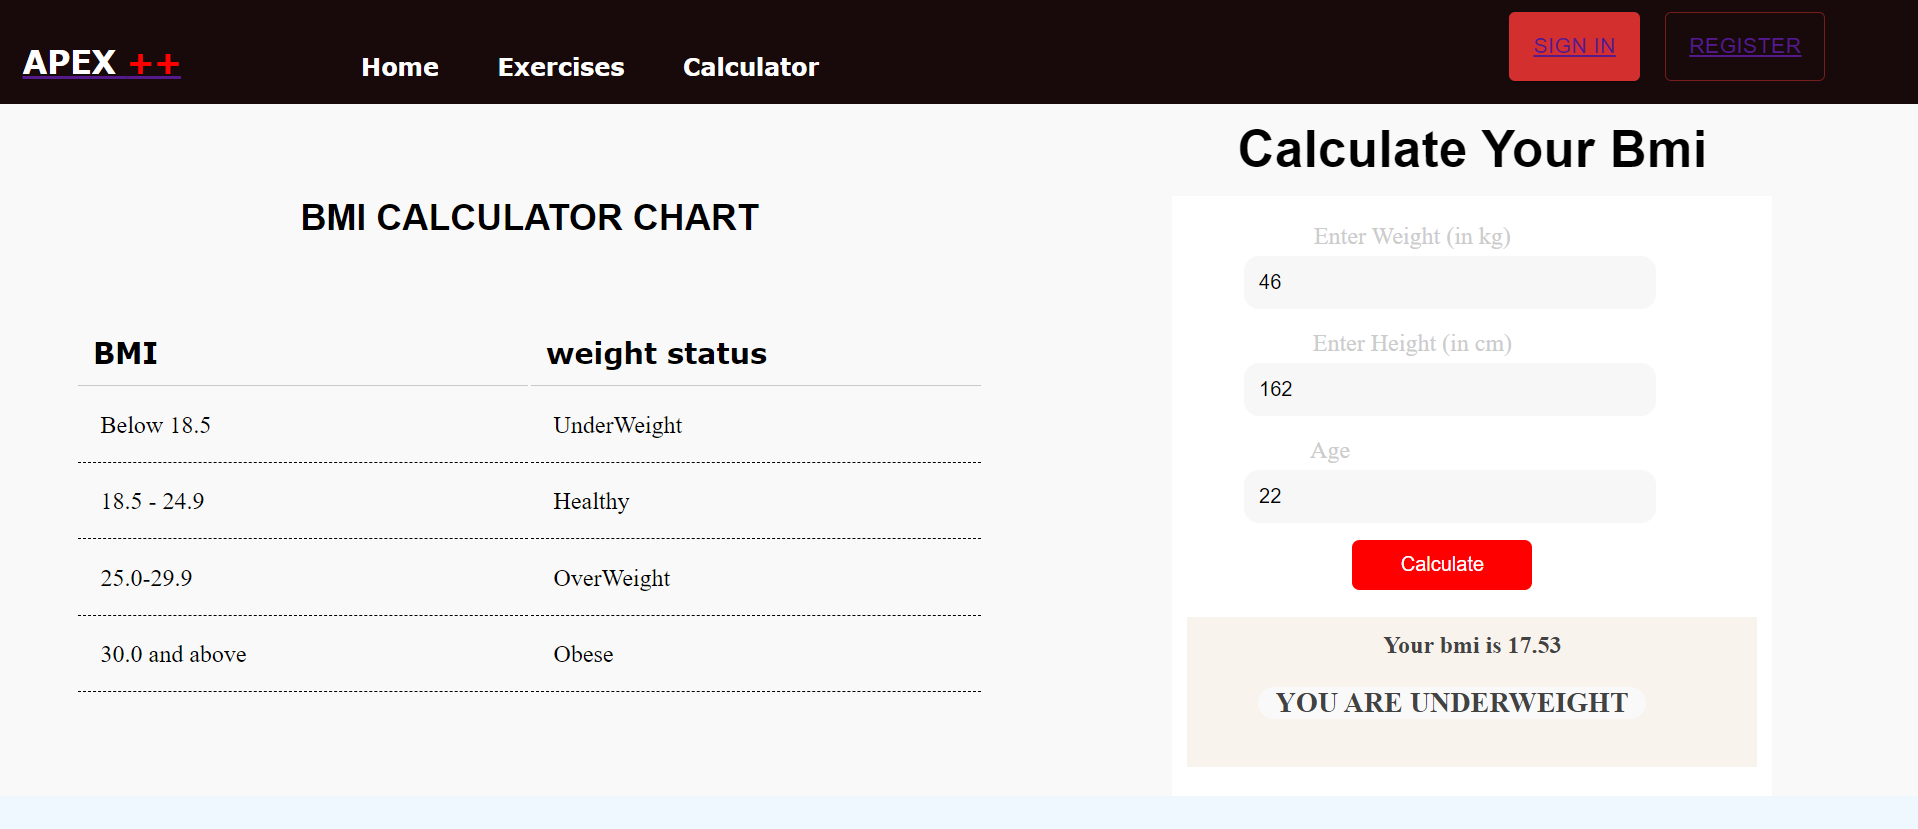 APEX ++
Home Exercises Calculator
SIGN IN REGISTER
BMI CALCULATOR CHART
BMI weight status
Below 18.5 UnderWeight
18.5 - 24.9 Healthy
25.0-29.9 OverWeight
30.0 and above Obese
Calculate Your Bmi
Enter Weight (in kg)
46
Enter Height (in cm)
162
Age
22
Calculate
Your bmi is 17.53
YOU ARE UNDERWEIGHT